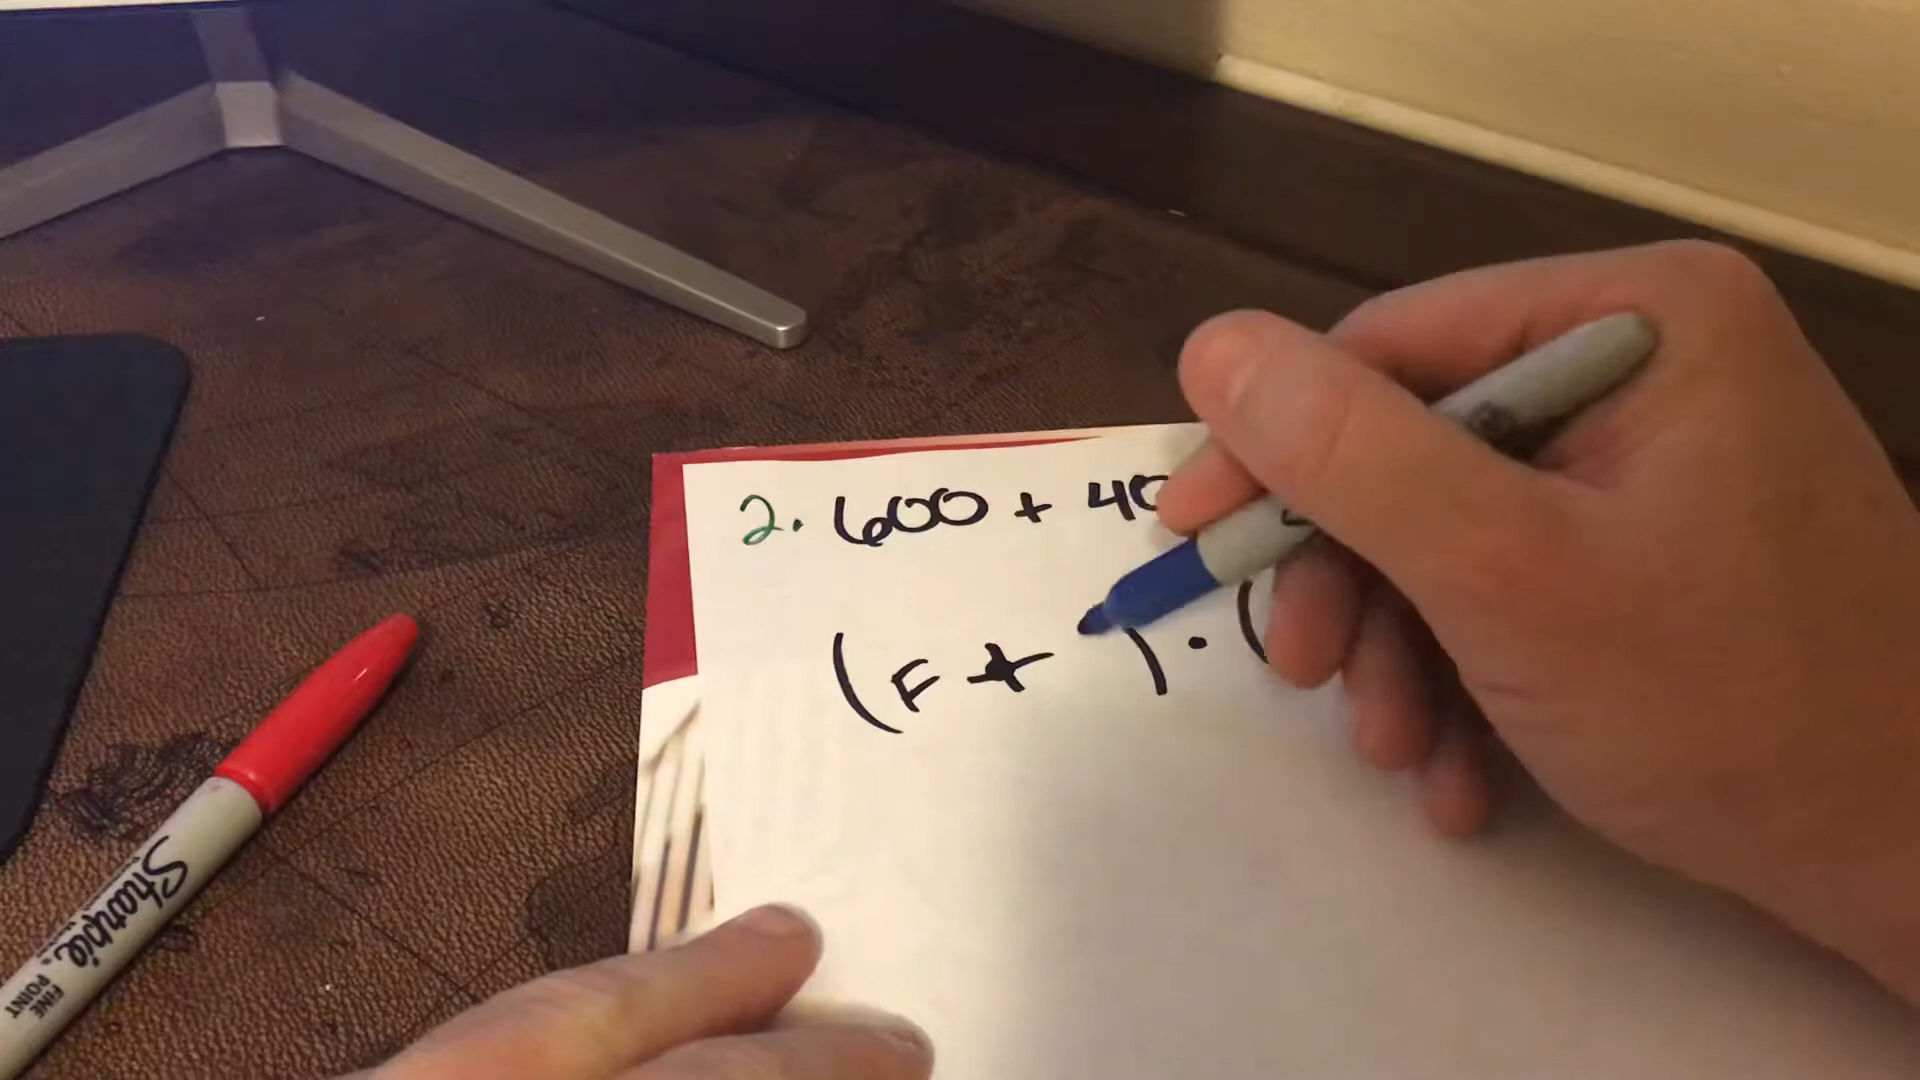 2. 600 + 40
(F + ) · (
Sharpie.
FINE
POINT